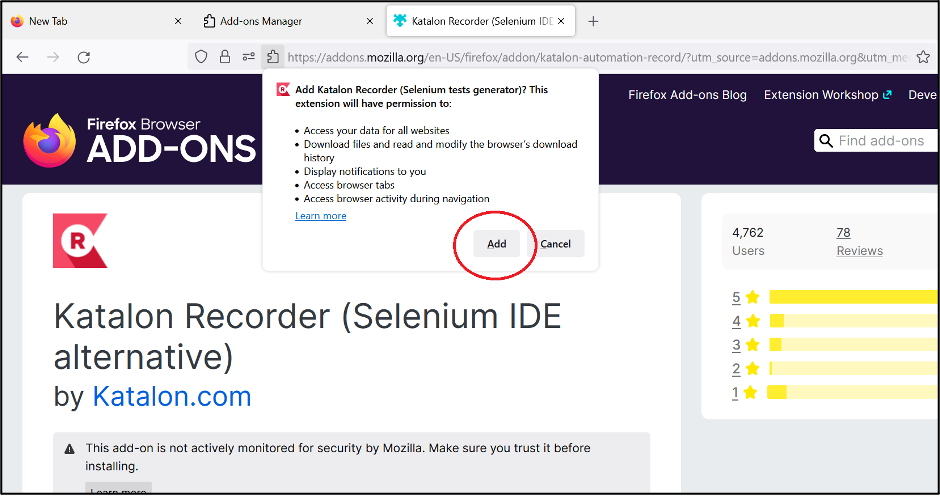 New Tab
Add-ons Manager
Katalon Recorder (Selenium IDE
https://addons.mozilla.org/en-US/firefox/addon/katalon-automation-record/?utm_source=addons.mozilla.org&utm_me
Add Katalon Recorder (Selenium tests generator)? This
extension will have permission to:
Access your data for all websites
Download files and read and modify the browser's download
history
Display notifications to you
Access browser tabs
Access browser activity during navigation
Learn more
Add
Cancel
Firefox Browser
ADD-ONS
Firefox Add-ons Blog
Extension Workshop
Deve
Find add-ons
R
R
Katalon Recorder (Selenium IDE
alternative)
by Katalon.com
This add-on is not actively monitored for security by Mozilla. Make sure you trust it before
installing.
Learn more
4,762
Users
78
Reviews
5
4
3
2
1